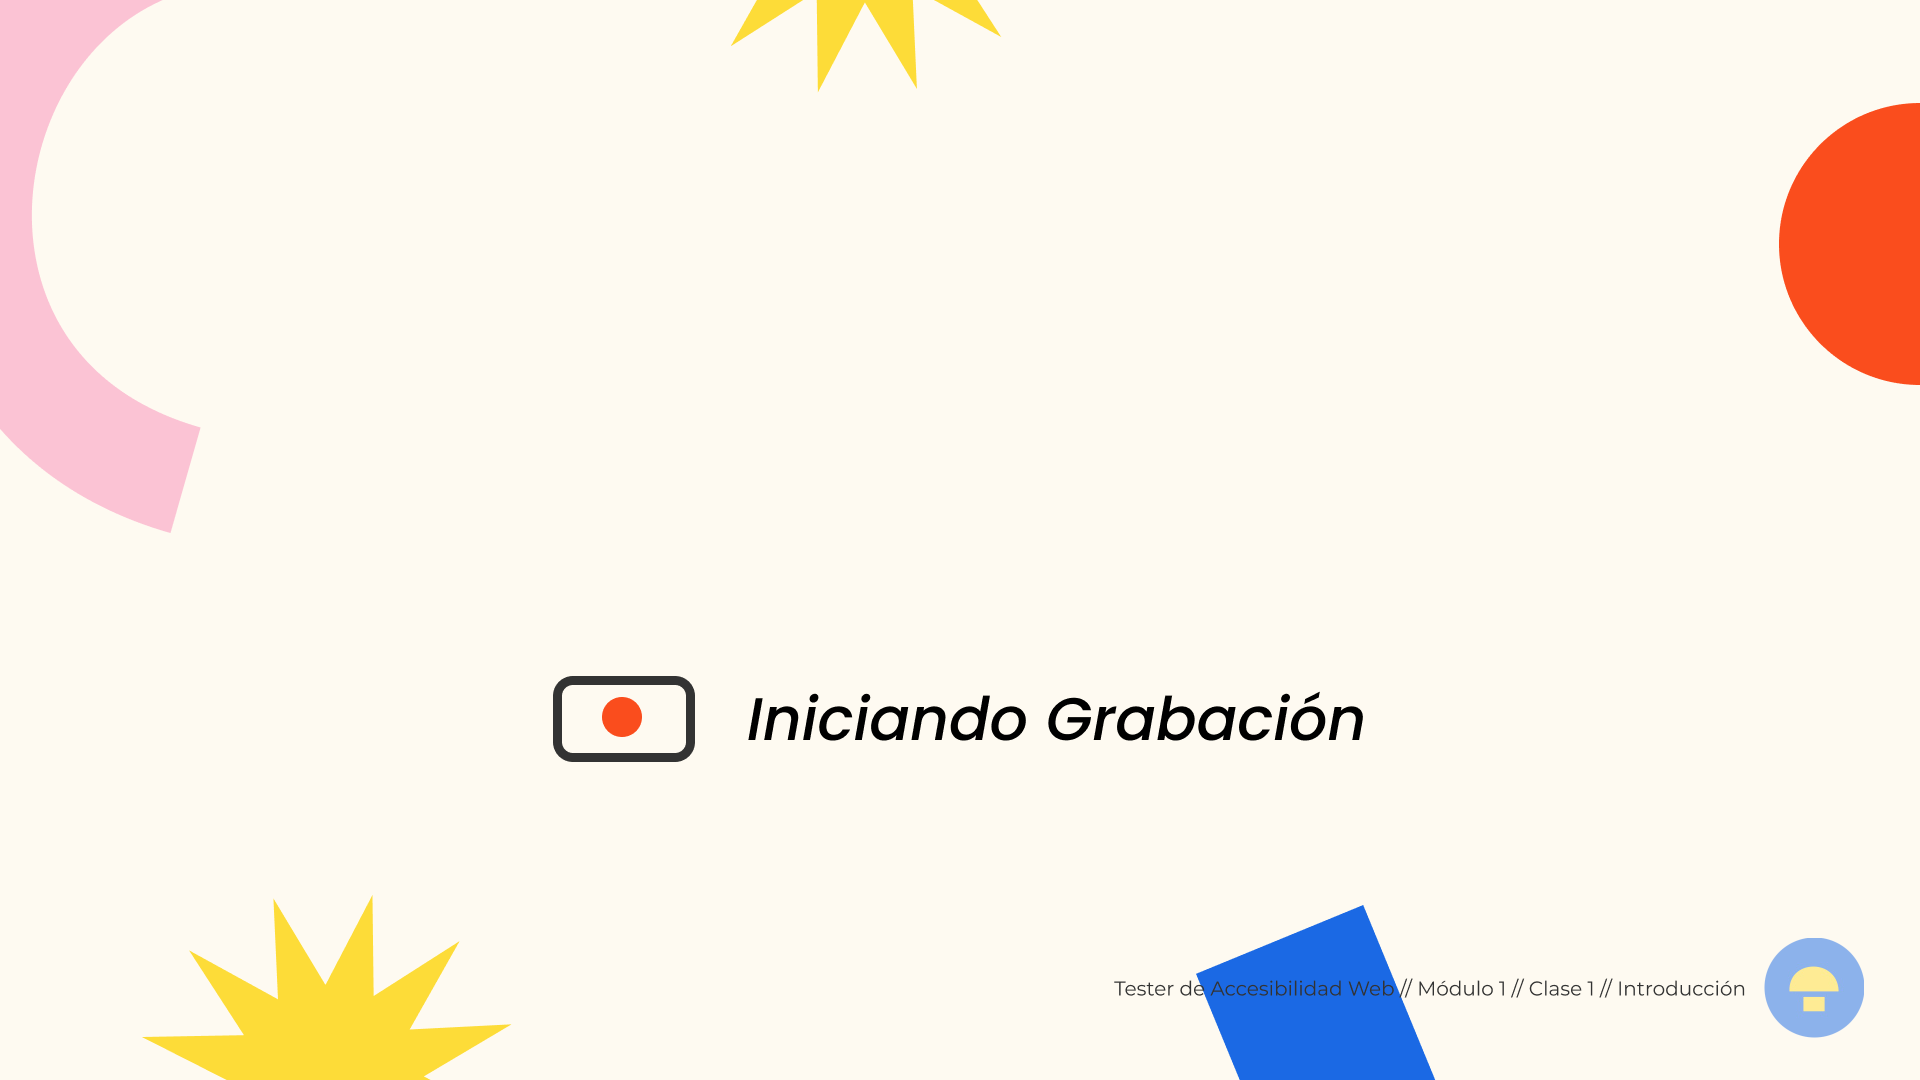 Iniciando Grabación
Tester de Accesibilidad Web // Módulo 1 // Clase 1 // Introducción